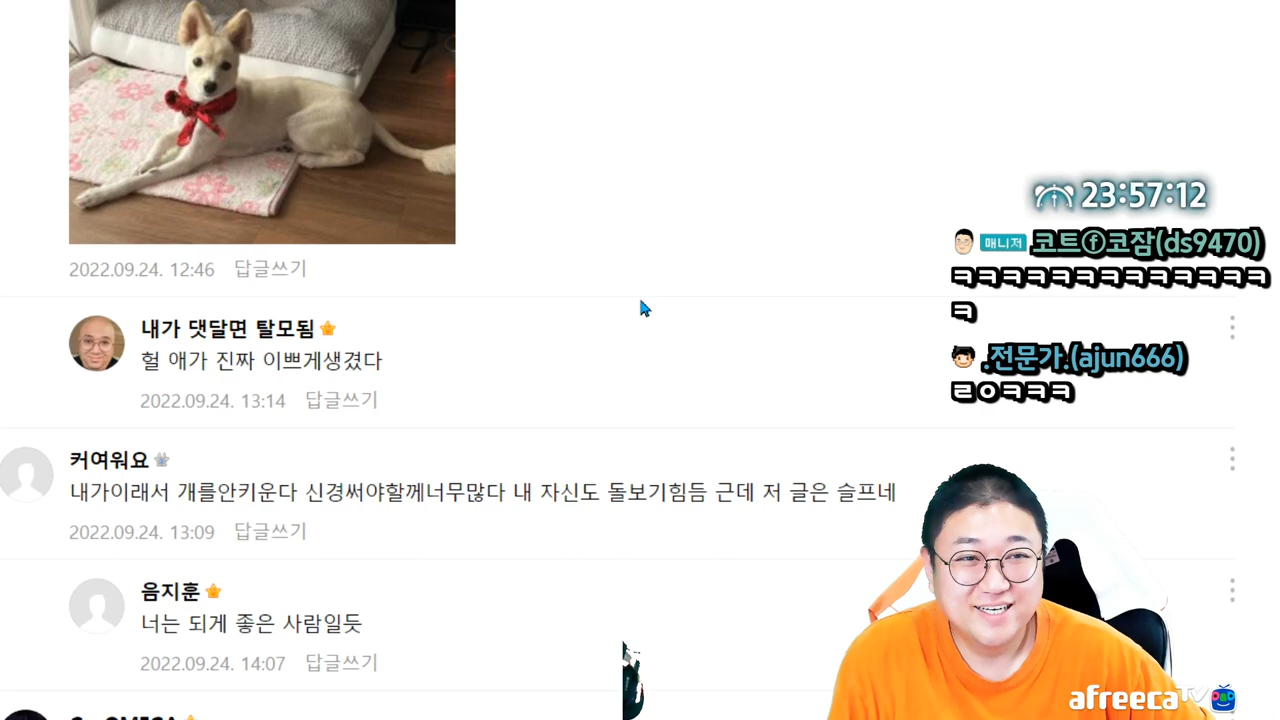 2022.09.24. 12:46 답글쓰기
내가 댓달면 탈모됨
헐 애가 진짜 이쁘게생겼다
2022.09.24. 13:14 답글쓰기
커여워요
내가이래서 개를안키운다 신경써야할께너무많다 내 자신도 돌보기힘듬 근데 저 글은 슬프네
2022.09.24. 13:09 답글쓰기
음지훈
너는 되게 좋은 사람일듯
2022.09.24. 14:07 답글쓰기
23:57:12
매니저 코트ⓕ코잠(ds9470)
ㅋㅋㅋㅋㅋㅋㅋㅋㅋㅋㅋㅋㅋ
ㅋ
.전문가.(ajun666)
ㄹㅇㅋㅋㅋ
afreecaTV